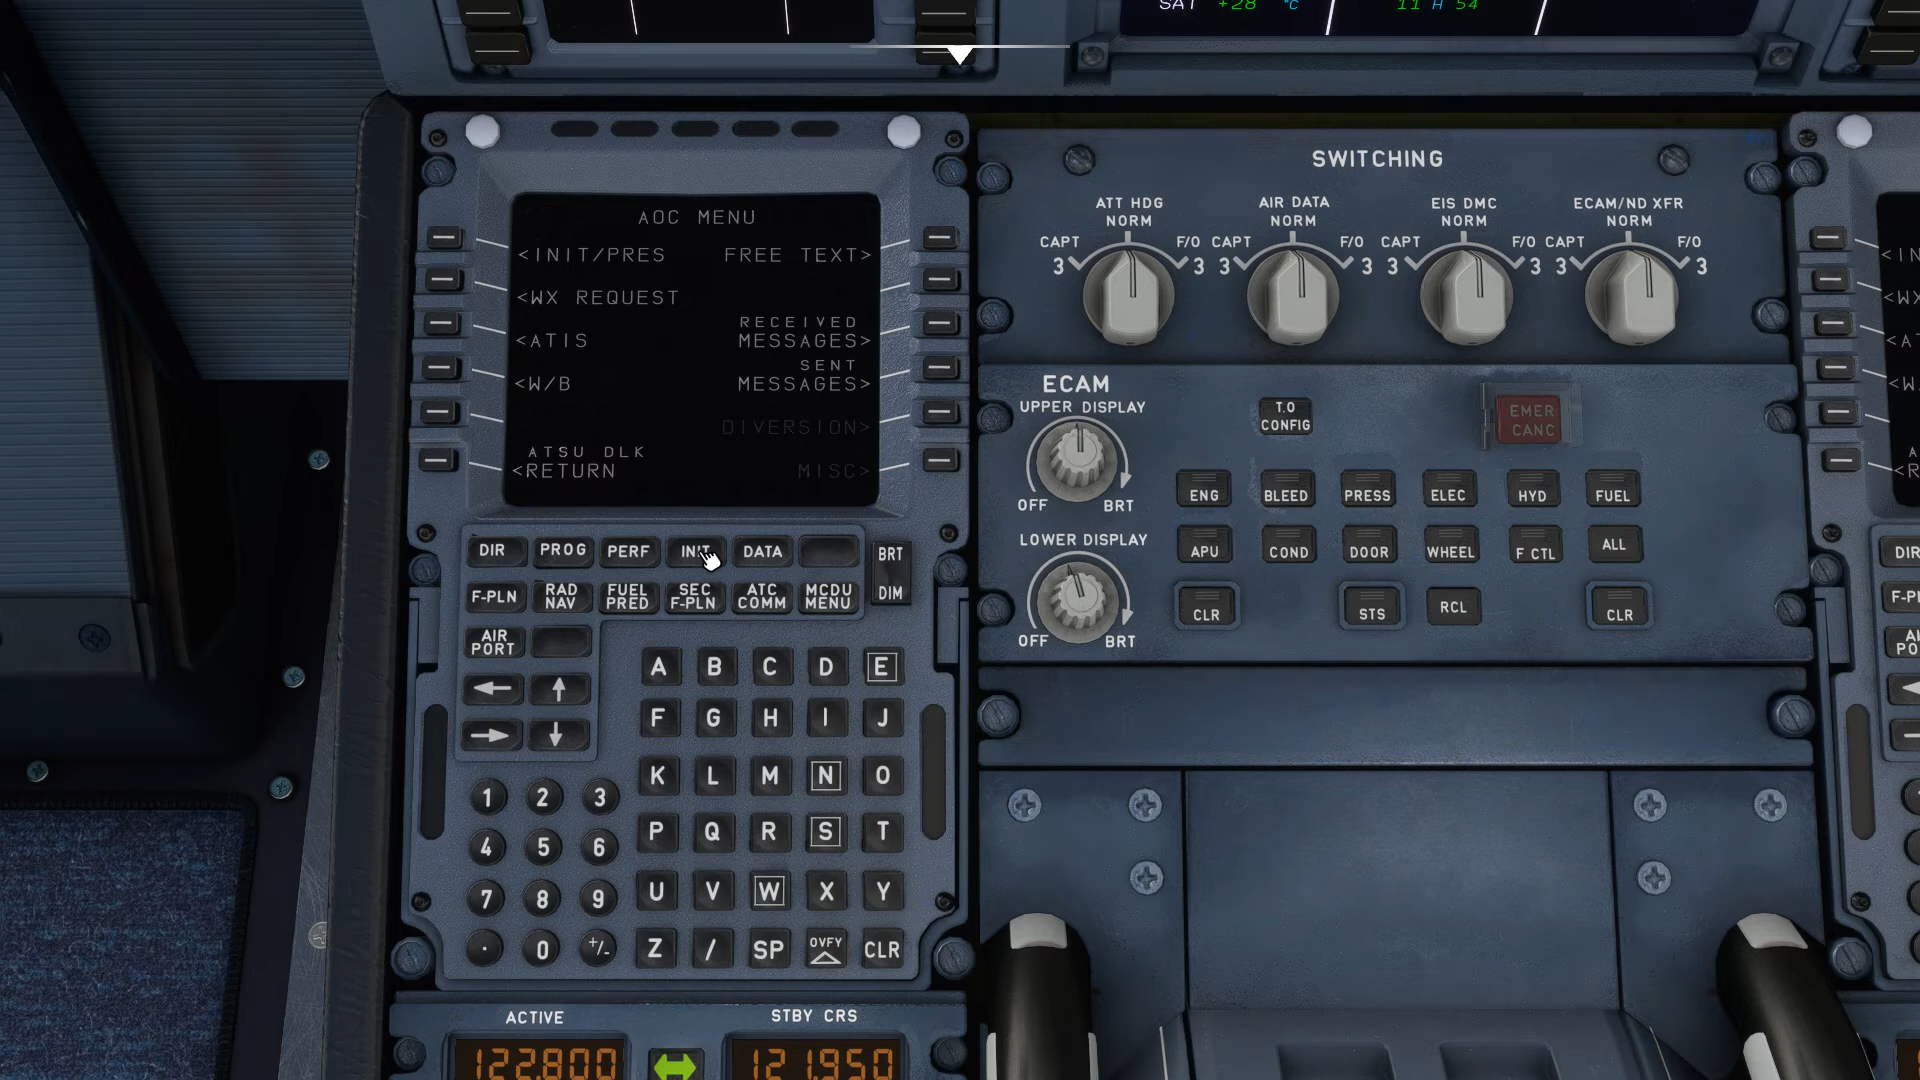 SAT +28 °C
11 H 54
AOC MENU
<INIT/PRES FREE TEXT>
<WX REQUEST
RECEIVED
<ATIS MESSAGES>
SENT
<W/B MESSAGES>
DIVERSION>
ATSU DLK
<RETURN MISC>
DIR PROG PERF INIT DATA
BRT
DIM
F-PLN RAD NAV FUEL PRED SEC F-PLN ATC COMM MCDU MENU
AIR PORT
A B C D E
F G H I J
K L M N O
P Q R S T
U V W X Y
Z / SP OVFY CLR
1 2 3
4 5 6
7 8 9
. 0 +/-
ACTIVE STBY CRS
122.800 121.950
SWITCHING
ATT HDG AIR DATA EIS DMC ECAM/ND XFR
NORM NORM NORM NORM
CAPT F/O CAPT F/O CAPT F/O CAPT F/O
3 3 3 3 3 3 3 3
ECAM
UPPER DISPLAY
OFF BRT
LOWER DISPLAY
OFF BRT
T.O
CONFIG
EMER
CANC
ENG BLEED PRESS ELEC HYD FUEL
APU COND DOOR WHEEL F CTL ALL
CLR STS RCL CLR
DIR